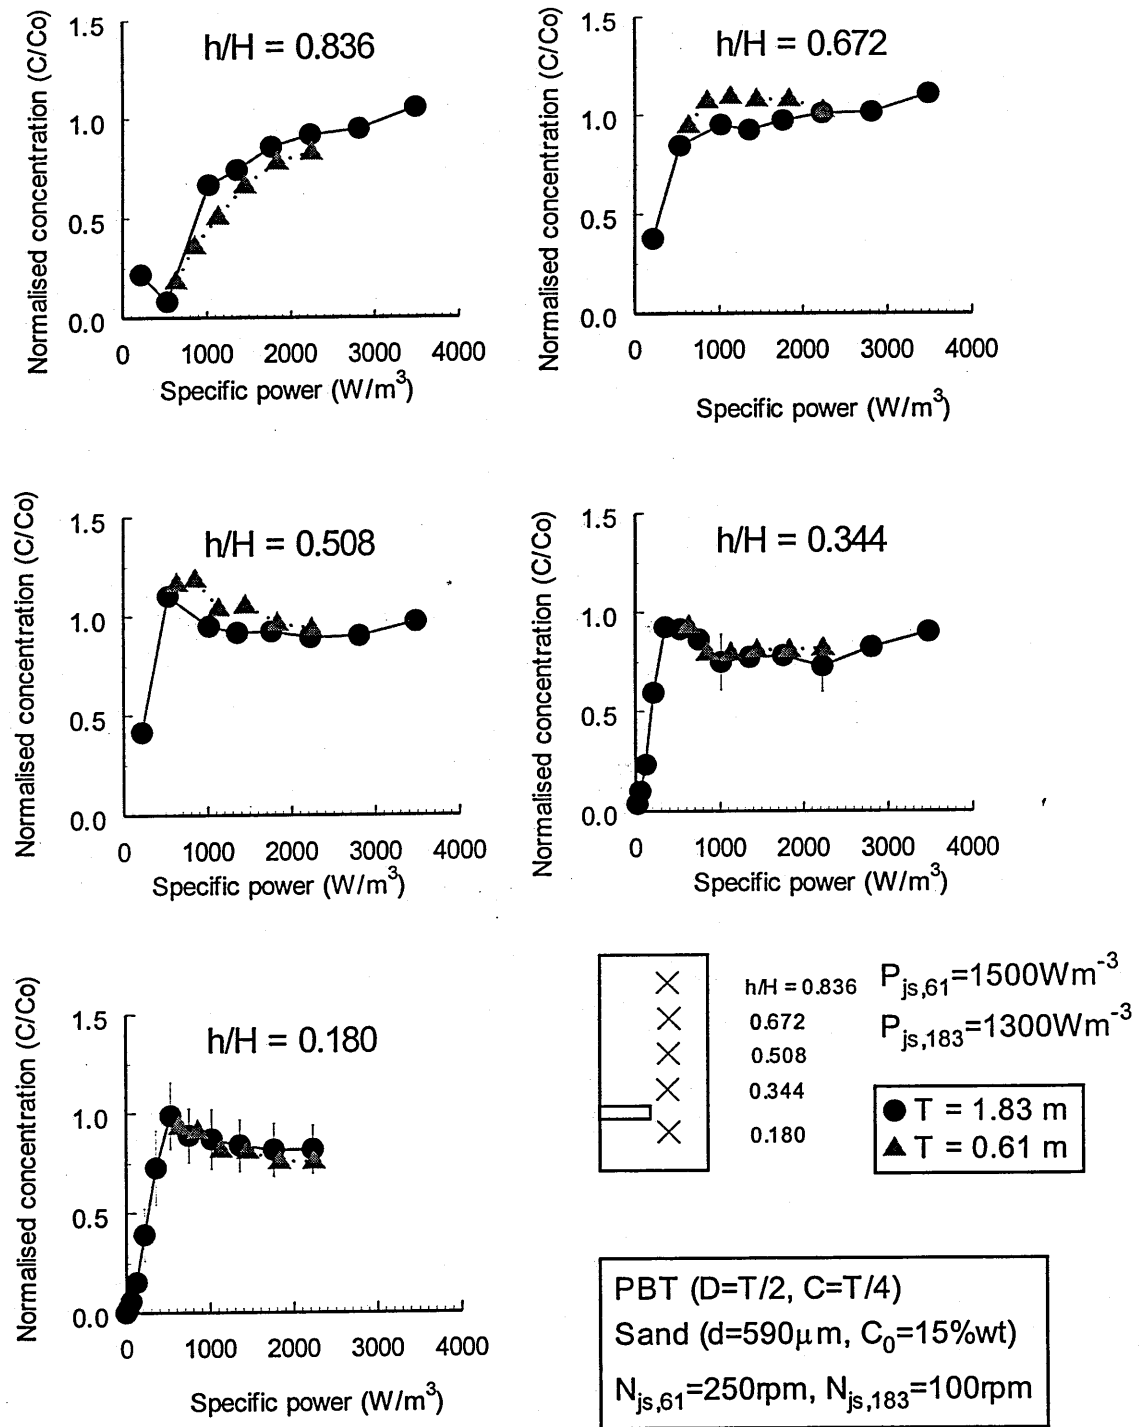 h/H = 0.836
Normalised concentration (C/Co)
1.5
1.0
0.5
0.0
0 1000 2000 3000 4000
Specific power (W/m³)
h/H = 0.672
Normalised concentration (C/Co)
1.5
1.0
0.5
0.0
0 1000 2000 3000 4000
Specific power (W/m³)
h/H = 0.508
Normalised concentration (C/Co)
1.5
1.0
0.5
0.0
0 1000 2000 3000 4000
Specific power (W/m³)
h/H = 0.344
Normalised concentration (C/Co)
1.5
1.0
0.5
0.0
0 1000 2000 3000 4000
Specific power (W/m³)
h/H = 0.180
Normalised concentration (C/Co)
1.5
1.0
0.5
0.0
0 1000 2000 3000 4000
Specific power (W/m³)
h/H = 0.836
0.672
0.508
0.344
0.180
Pjs,61=1500Wm⁻³
Pjs,183=1300Wm⁻³
T = 1.83 m
T = 0.61 m
PBT (D=T/2, C=T/4)
Sand (d=590μm, C₀=15%wt)
Njs,61=250rpm, Njs,183=100rpm